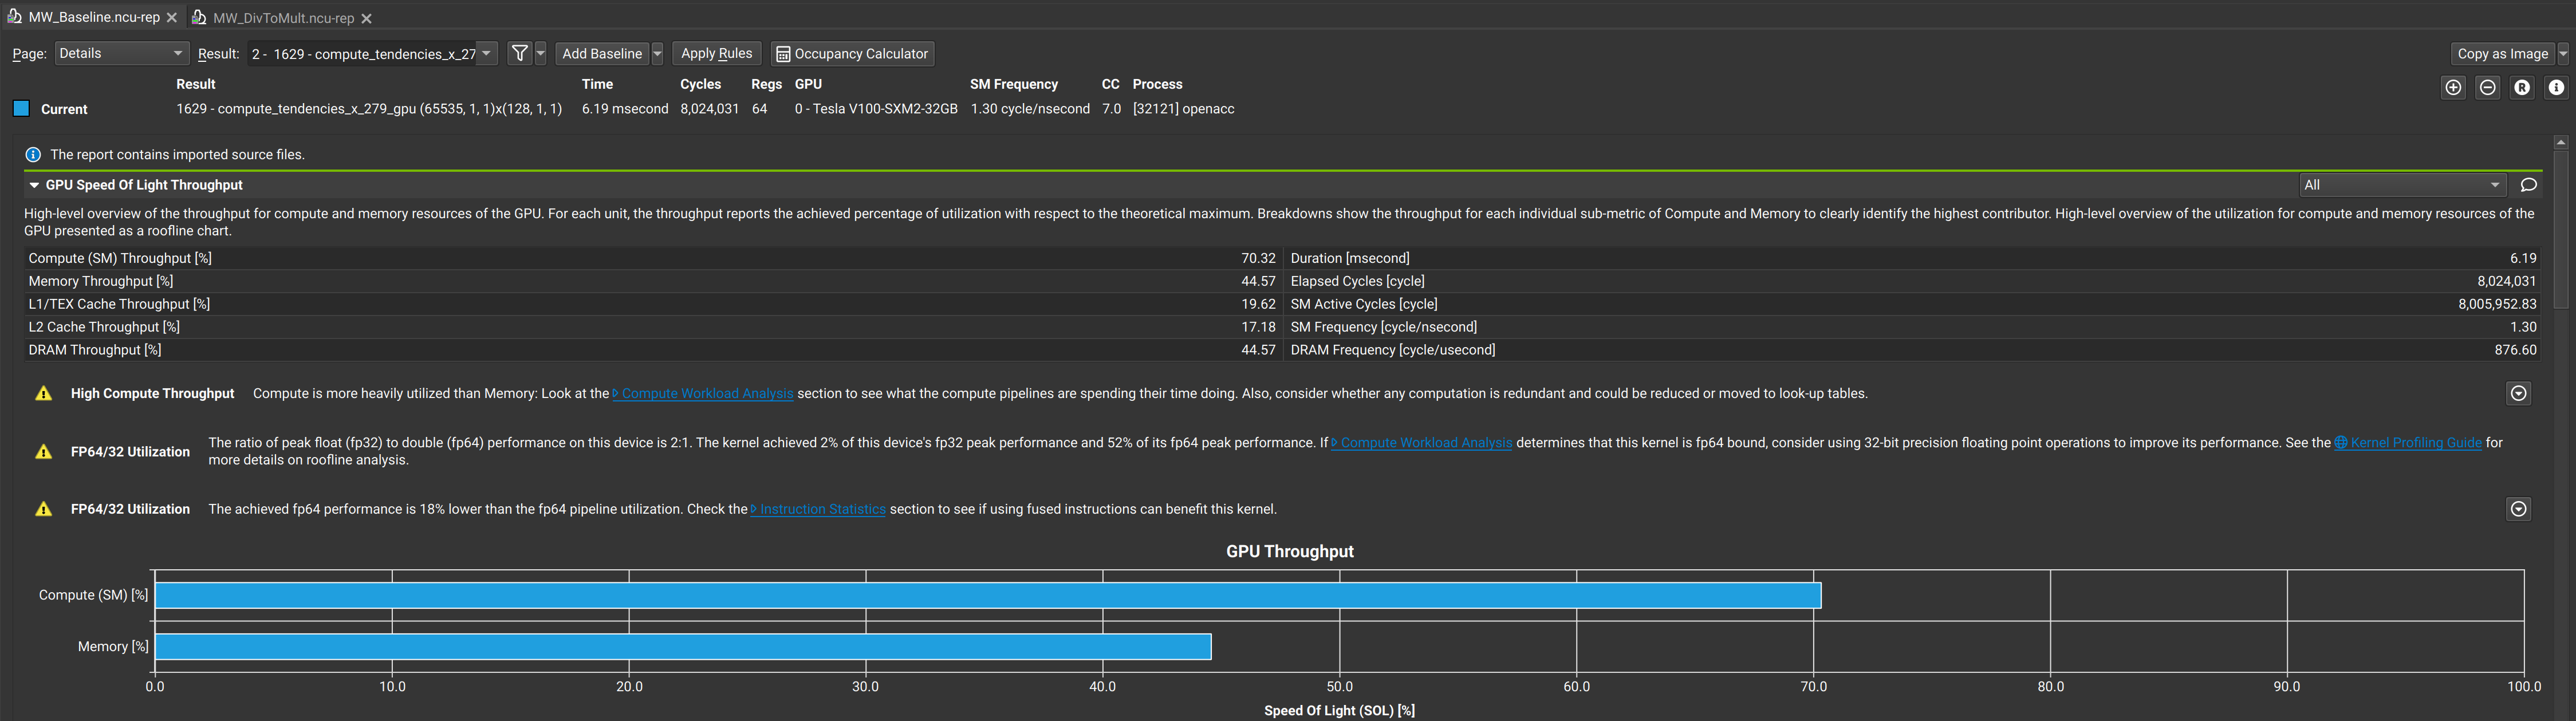 MW_Baseline.ncu-rep MW_DivToMult.ncu-rep
Page: Details Result: 2 - 1629 - compute_tendencies_x_27 Add Baseline Apply Rules Occupancy Calculator Copy as Image
Result Time Cycles Regs GPU SM Frequency CC Process
Current 1629 - compute_tendencies_x_279_gpu (65535, 1, 1)x(128, 1, 1) 6.19 msecond 8,024,031 64 0 - Tesla V100-SXM2-32GB 1.30 cycle/nsecond 7.0 [32121] openacc
The report contains imported source files.
GPU Speed Of Light Throughput All
High-level overview of the throughput for compute and memory resources of the GPU. For each unit, the throughput reports the achieved percentage of utilization with respect to the theoretical maximum. Breakdowns show the throughput for each individual sub-metric of Compute and Memory to clearly identify the highest contributor. High-level overview of the utilization for compute and memory resources of the
GPU presented as a roofline chart.
Compute (SM) Throughput [%] 70.32 Duration [msecond] 6.19
Memory Throughput [%] 44.57 Elapsed Cycles [cycle] 8,024,031
L1/TEX Cache Throughput [%] 19.62 SM Active Cycles [cycle] 8,005,952.83
L2 Cache Throughput [%] 17.18 SM Frequency [cycle/nsecond] 1.30
DRAM Throughput [%] 44.57 DRAM Frequency [cycle/usecond] 876.60
High Compute Throughput Compute is more heavily utilized than Memory: Look at the Compute Workload Analysis section to see what the compute pipelines are spending their time doing. Also, consider whether any computation is redundant and could be reduced or moved to look-up tables.
FP64/32 Utilization The ratio of peak float (fp32) to double (fp64) performance on this device is 2:1. The kernel achieved 2% of this device's fp32 peak performance and 52% of its fp64 peak performance. If Compute Workload Analysis determines that this kernel is fp64 bound, consider using 32-bit precision floating point operations to improve its performance. See the Kernel Profiling Guide for
more details on roofline analysis.
FP64/32 Utilization The achieved fp64 performance is 18% lower than the fp64 pipeline utilization. Check the Instruction Statistics section to see if using fused instructions can benefit this kernel.
GPU Throughput
Compute (SM) [%]
Memory [%]
0.0 10.0 20.0 30.0 40.0 50.0 60.0 70.0 80.0 90.0 100.0
Speed Of Light (SOL) [%]